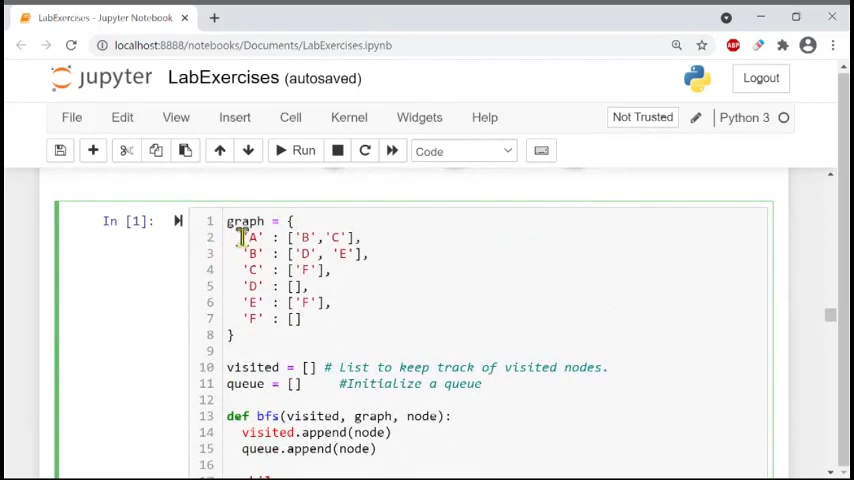 LabExercises - Jupyter Notebook
localhost:8888/notebooks/Documents/LabExercises.ipynb
ABP
jupyter LabExercises (autosaved)
Logout
File Edit View Insert Cell Kernel Widgets Help
Not Trusted
Python 3
Run
Code
In [1]:
1 graph = {
2 'A' : ['B','C'],
3 'B' : ['D', 'E'],
4 'C' : ['F'],
5 'D' : [],
6 'E' : ['F'],
7 'F' : []
8 }
9
10 visited = [] # List to keep track of visited nodes.
11 queue = []     #Initialize a queue
12
13 def bfs(visited, graph, node):
14 visited.append(node)
15 queue.append(node)
16